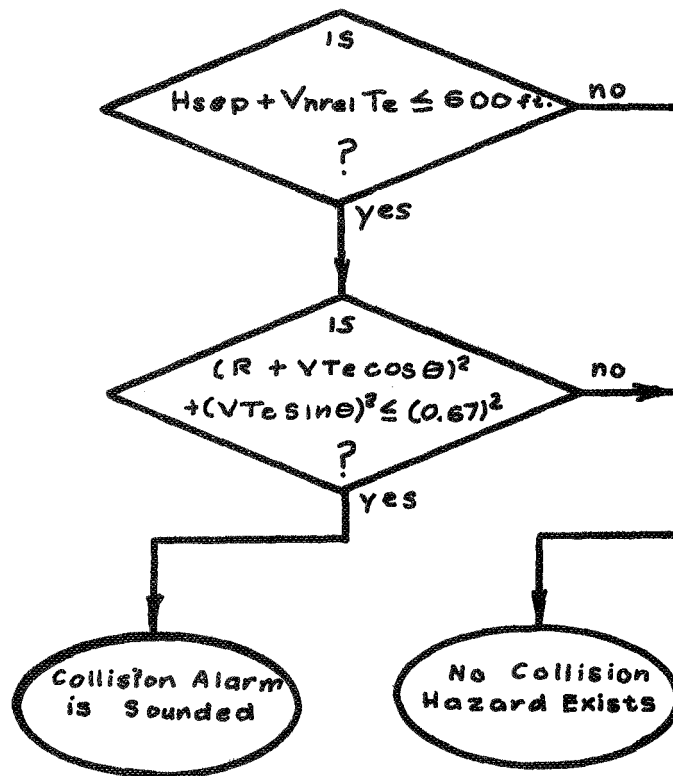 is
Hsep + Vnrel Te ≤ 600 ft.
?
no
yes
is
(R + VTe cos θ)²
+(VTe sin θ)² ≤ (0.67)²
?
no
yes
Collision Alarm
is Sounded
No Collision
Hazard Exists